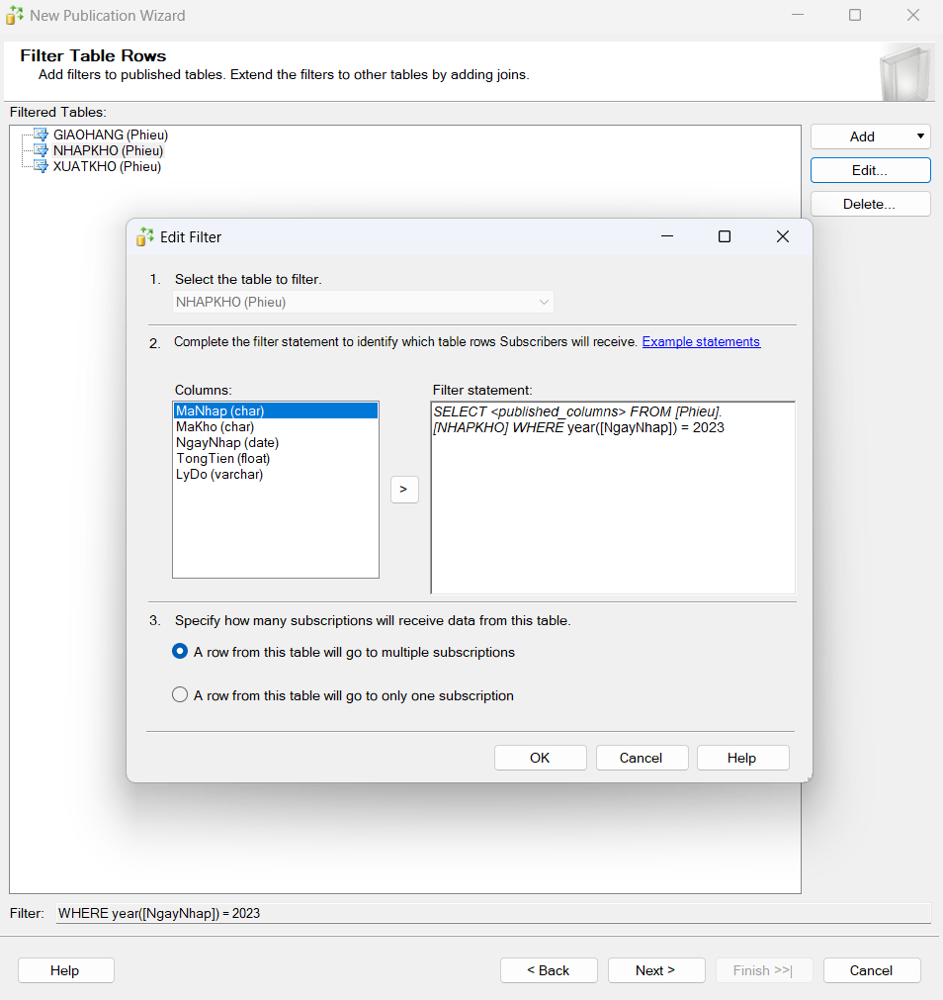 New Publication Wizard
Filter Table Rows
Add filters to published tables. Extend the filters to other tables by adding joins.
Filtered Tables:
GIAOHANG (Phieu)
NHAPKHO (Phieu)
XUATKHO (Phieu)
Add
Edit...
Delete...
Edit Filter
1. Select the table to filter.
NHAPKHO (Phieu)
2. Complete the filter statement to identify which table rows Subscribers will receive. Example statements
Columns:
MaNhap (char)
MaKho (char)
NgayNhap (date)
TongTien (float)
LyDo (varchar)
>
Filter statement:
SELECT <published_columns> FROM [Phieu].
[NHAPKHO] WHERE year([NgayNhap]) = 2023
3. Specify how many subscriptions will receive data from this table.
A row from this table will go to multiple subscriptions
A row from this table will go to only one subscription
OK Cancel Help
Filter: WHERE year([NgayNhap]) = 2023
Help < Back Next > Finish >>| Cancel